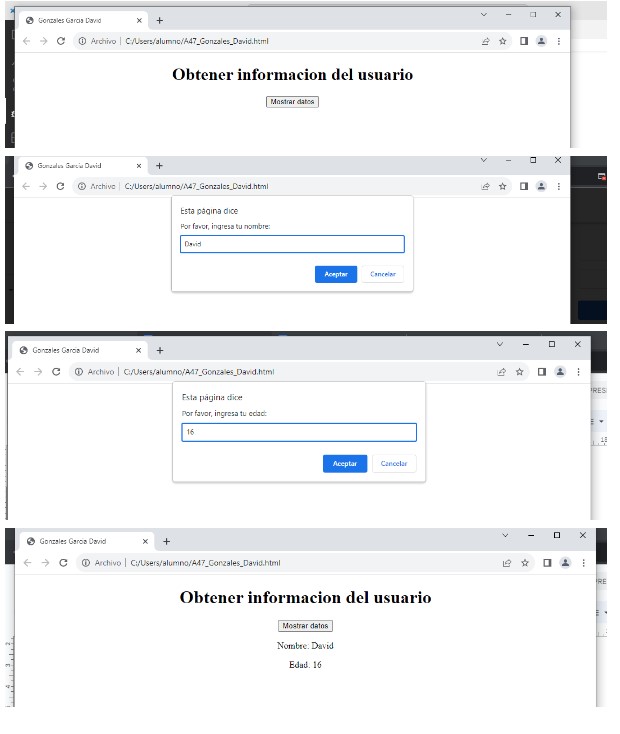 Gonzales Garcia David
Archivo C:/Users/alumno/A47_Gonzales_David.html
Obtener informacion del usuario
Mostrar datos
Gonzales Garcia David
Archivo C:/Users/alumno/A47_Gonzales_David.html
Esta página dice
Por favor, ingresa tu nombre:
David
Aceptar Cancelar
Gonzales Garcia David
Archivo C:/Users/alumno/A47_Gonzales_David.html
Esta página dice
Por favor, ingresa tu edad:
16
Aceptar Cancelar
Gonzales Garcia David
Archivo C:/Users/alumno/A47_Gonzales_David.html
Obtener informacion del usuario
Mostrar datos
Nombre: David
Edad: 16